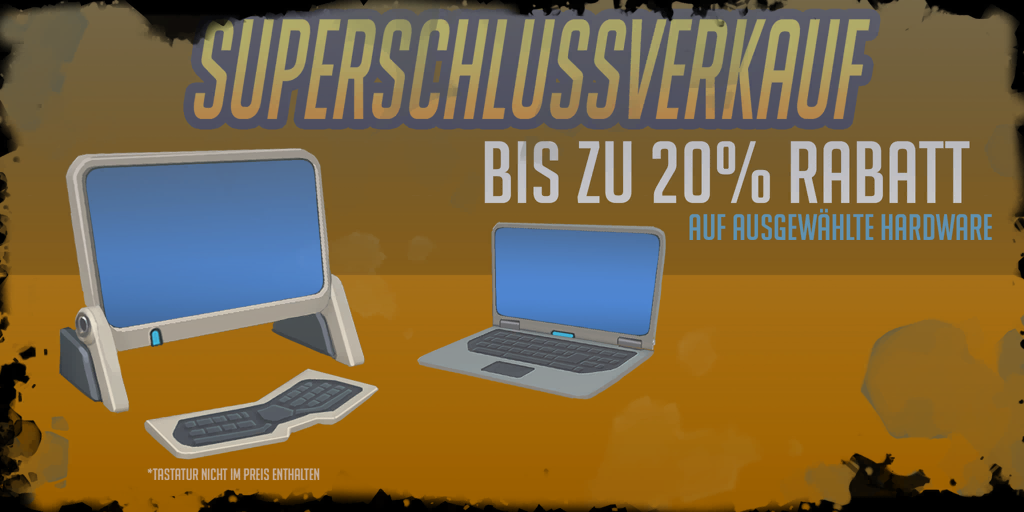 SUPERSCHLUSSVERKAUF
BIS ZU 20% RABATT
AUF AUSGEWÄHLTE HARDWARE
*TASTATUR NICHT IM PREIS ENTHALTEN